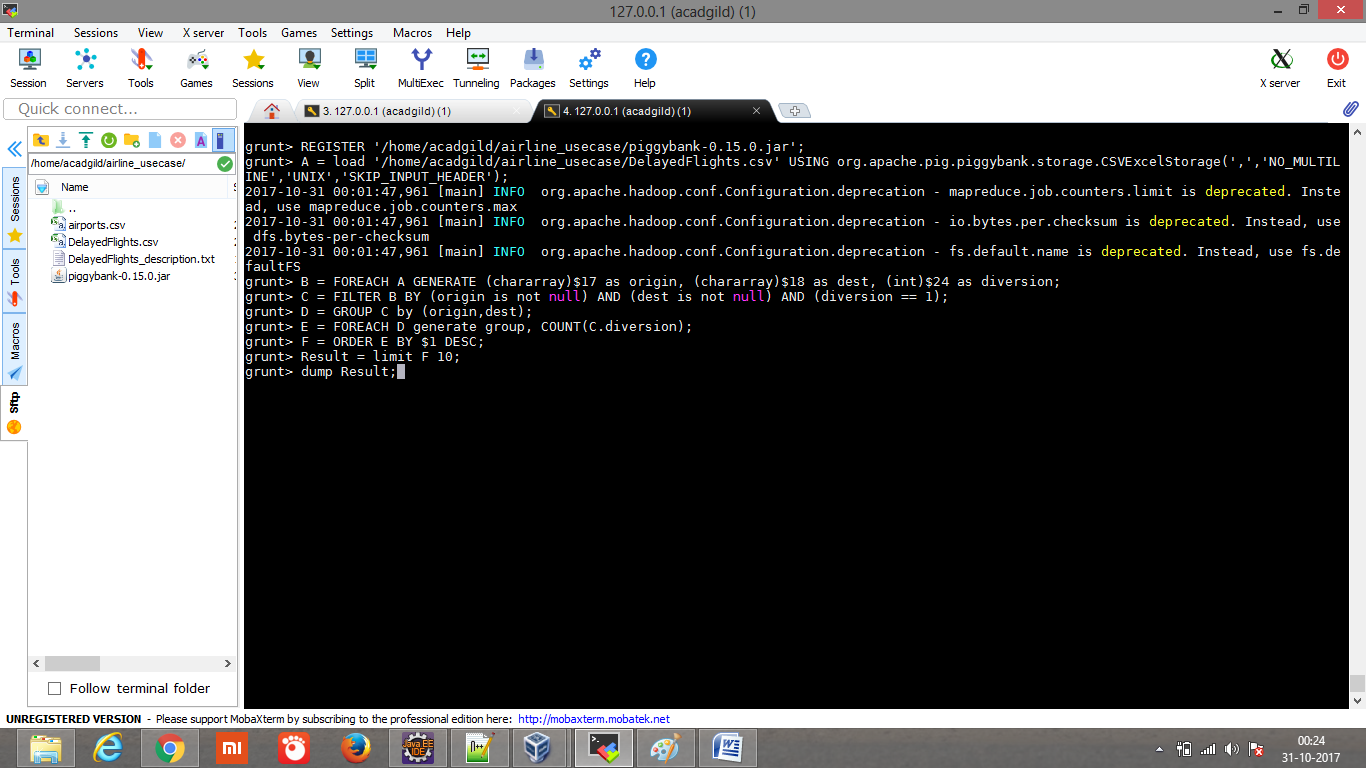 127.0.0.1 (acadgild) (1)
Terminal Sessions View X server Tools Games Settings Macros Help
Session Servers Tools Games Sessions View Split MultiExec Tunneling Packages Settings Help X server Exit
Quick connect...
3. 127.0.0.1 (acadgild) (1)
4. 127.0.0.1 (acadgild) (1)
/home/acadgild/airline_usecase/
Name
..
airports.csv
DelayedFlights.csv
DelayedFlights_description.txt
piggybank-0.15.0.jar
Sessions
Tools
Macros
Sftp
grunt> REGISTER '/home/acadgild/airline_usecase/piggybank-0.15.0.jar';
grunt> A = load '/home/acadgild/airline_usecase/DelayedFlights.csv' USING org.apache.pig.piggybank.storage.CSVExcelStorage(',','NO_MULTIL
INE','UNIX','SKIP_INPUT_HEADER');
2017-10-31 00:01:47,961 [main] INFO  org.apache.hadoop.conf.Configuration.deprecation - mapreduce.job.counters.limit is deprecated. Inste
ad, use mapreduce.job.counters.max
2017-10-31 00:01:47,961 [main] INFO  org.apache.hadoop.conf.Configuration.deprecation - io.bytes.per.checksum is deprecated. Instead, use
dfs.bytes-per-checksum
2017-10-31 00:01:47,961 [main] INFO  org.apache.hadoop.conf.Configuration.deprecation - fs.default.name is deprecated. Instead, use fs.de
faultFS
grunt> B = FOREACH A GENERATE (chararray)$17 as origin, (chararray)$18 as dest, (int)$24 as diversion;
grunt> C = FILTER B BY (origin is not null) AND (dest is not null) AND (diversion == 1);
grunt> D = GROUP C by (origin,dest);
grunt> E = FOREACH D generate group, COUNT(C.diversion);
grunt> F = ORDER E BY $1 DESC;
grunt> Result = limit F 10;
grunt> dump Result;
Follow terminal folder
UNREGISTERED VERSION - Please support MobaXterm by subscribing to the professional edition here: http://mobaxterm.mobatek.net
00:24
31-10-2017